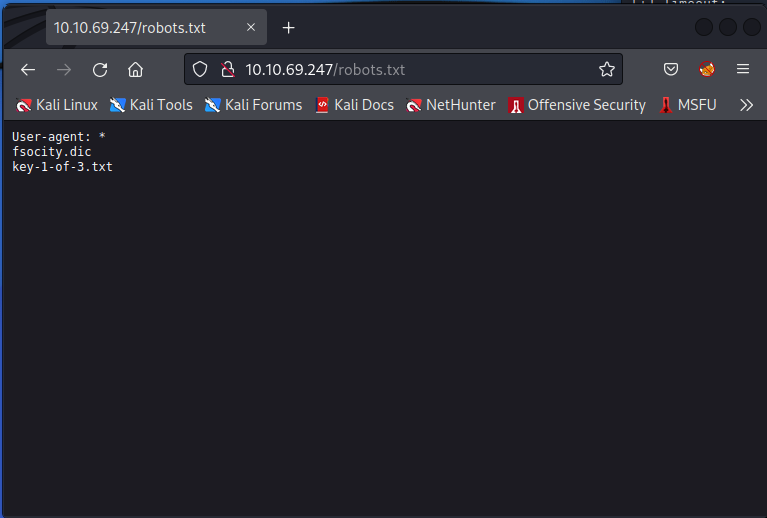 10.10.69.247/robots.txt
10.10.69.247/robots.txt
Kali Linux Kali Tools Kali Forums Kali Docs NetHunter Offensive Security MSFU
User-agent: *
fsocity.dic
key-1-of-3.txt